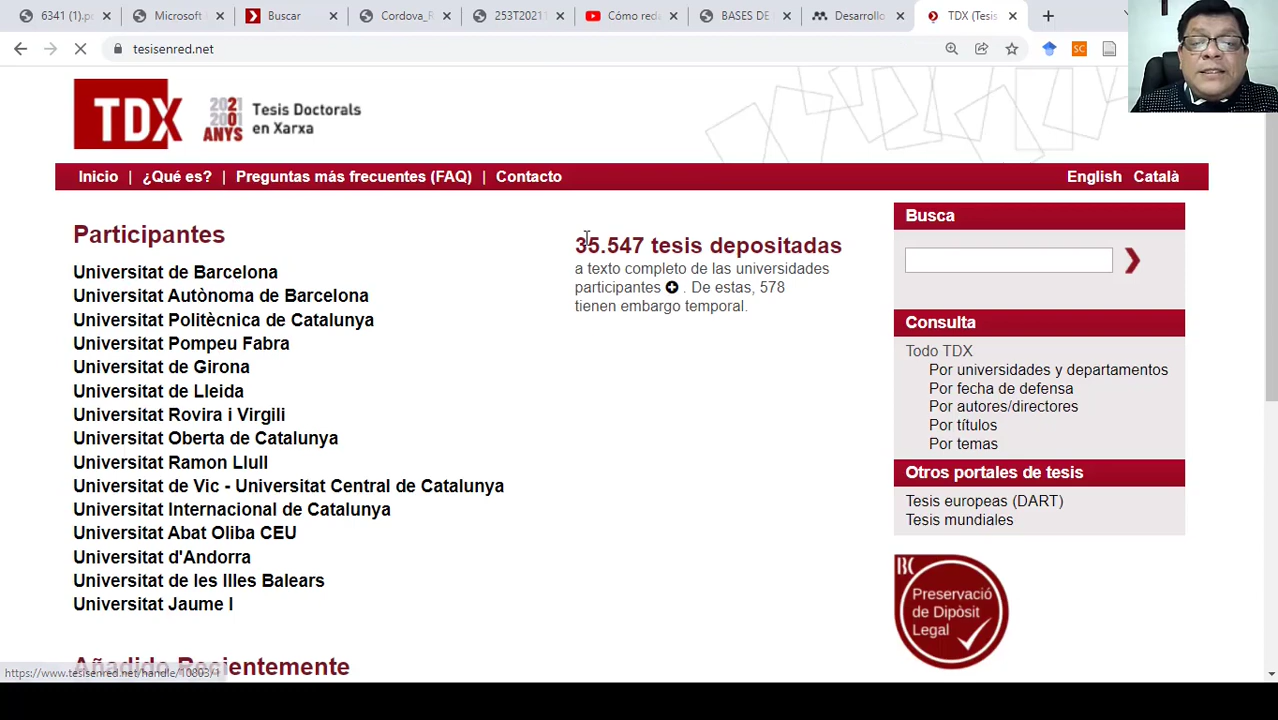 6341 (1).pd
Microsoft
Buscar
Cordova_R
253T20211
Cómo reda
BASES DE
Desarrollo
TDX (Tesis
tesisenred.net
SC
TDX
2021
2001
ANYS
Tesis Doctorals
en Xarxa
Inicio | ¿Qué es? | Preguntas más frecuentes (FAQ) | Contacto
English Català
Participantes
Universitat de Barcelona
Universitat Autònoma de Barcelona
Universitat Politècnica de Catalunya
Universitat Pompeu Fabra
Universitat de Girona
Universitat de Lleida
Universitat Rovira i Virgili
Universitat Oberta de Catalunya
Universitat Ramon Llull
Universitat de Vic - Universitat Central de Catalunya
Universitat Internacional de Catalunya
Universitat Abat Oliba CEU
Universitat d'Andorra
Universitat de les Illes Balears
Universitat Jaume I
Añadido Recientemente
https://www.tesisenred.net/handle/10803/1
35.547 tesis depositadas
a texto completo de las universidades
participantes . De estas, 578
tienen embargo temporal.
Busca
Consulta
Todo TDX
Por universidades y departamentos
Por fecha de defensa
Por autores/directores
Por títulos
Por temas
Otros portales de tesis
Tesis europeas (DART)
Tesis mundiales
BC
Preservació
de Dipòsit
Legal